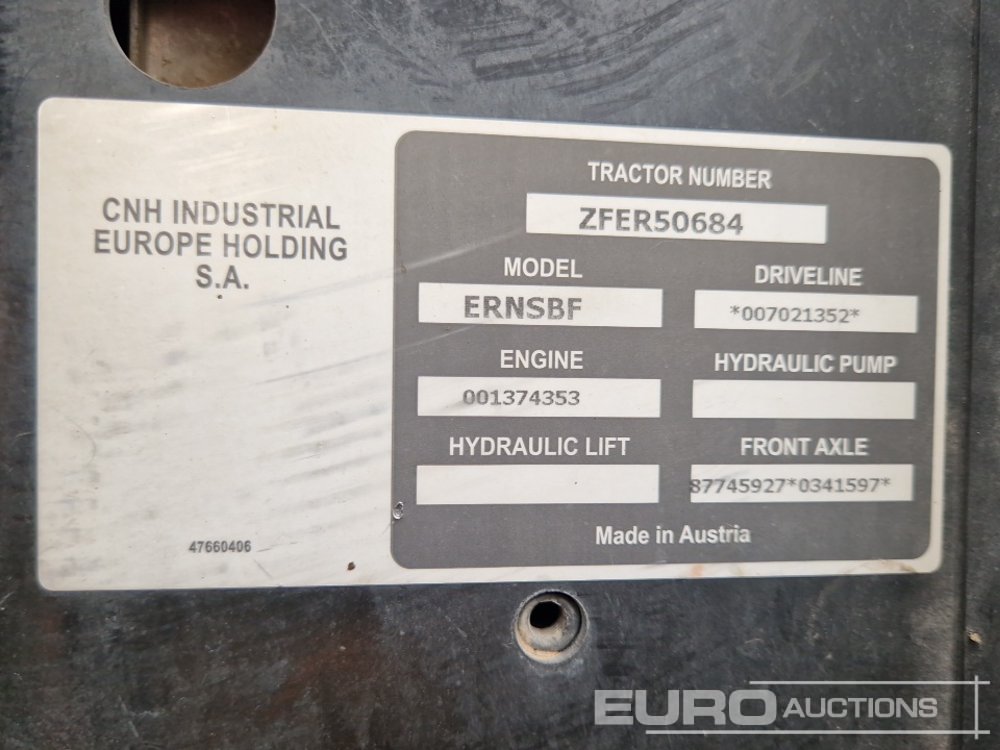 CNH INDUSTRIAL
EUROPE HOLDING
S.A.
47660406
TRACTOR NUMBER
ZFER50684
MODEL
ERNSBF
DRIVELINE
*007021352*
ENGINE
001374353
HYDRAULIC PUMP
HYDRAULIC LIFT
FRONT AXLE
87745927*0341597*
Made in Austria
EURO AUCTIONS